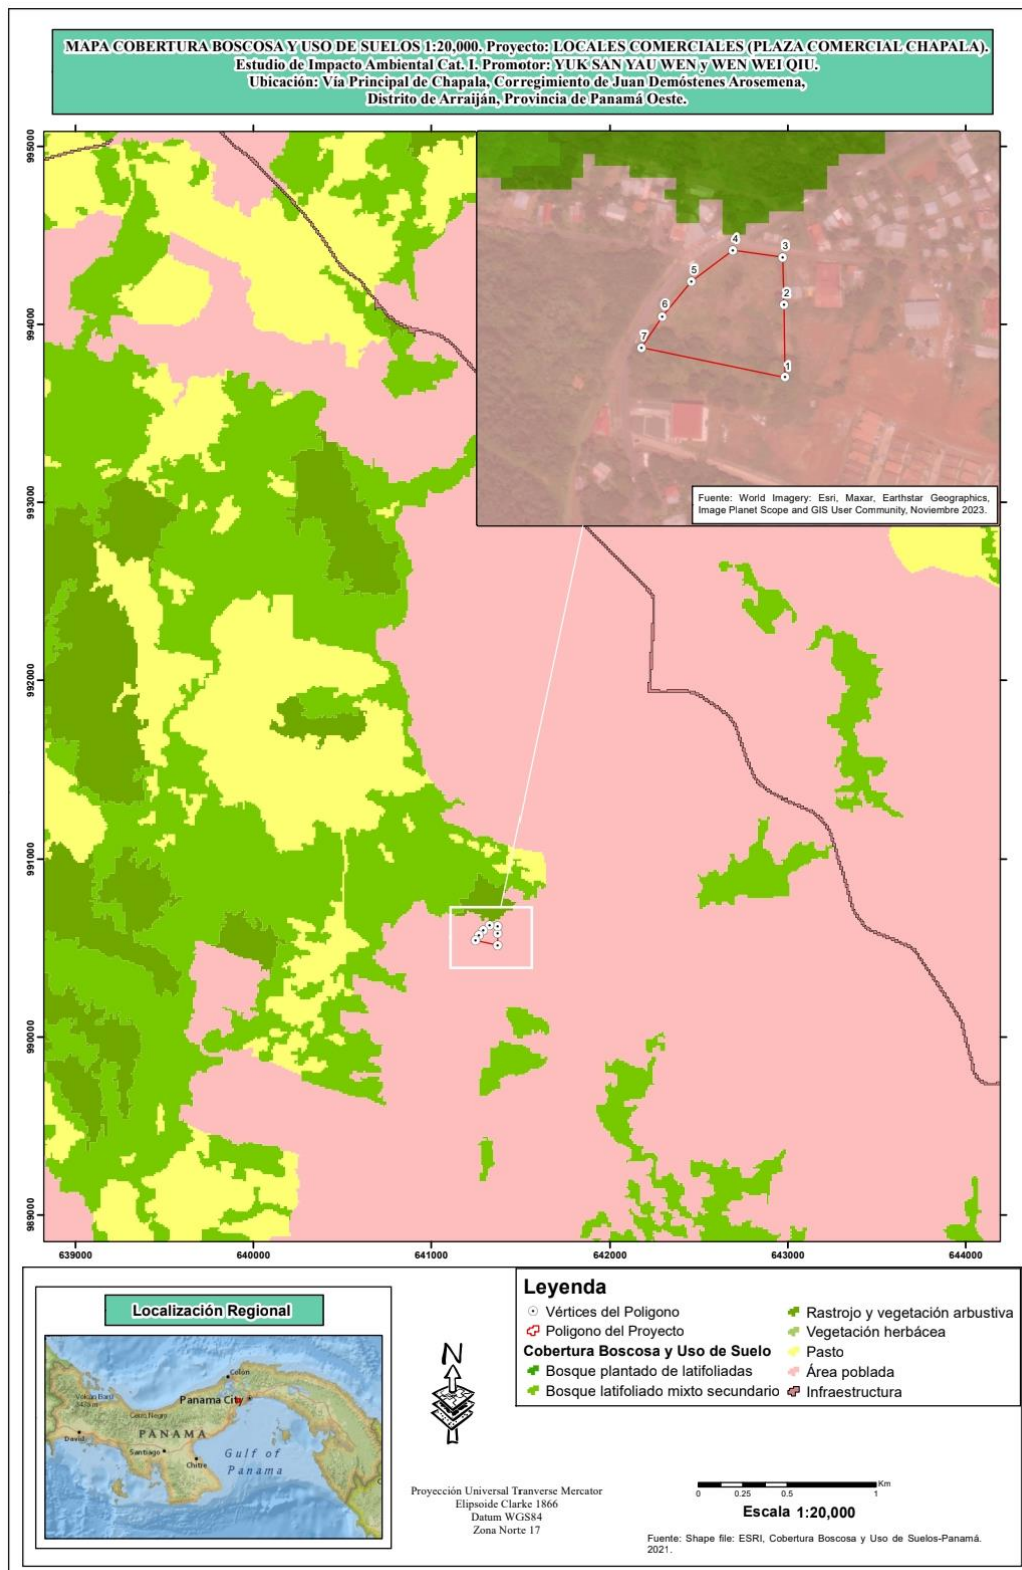 MAPA COBERTURA BOSCOSA Y USO DE SUELOS 1:20,000. Proyecto: LOCALES COMERCIALES (PLAZA COMERCIAL CHAPALA).
Estudio de Impacto Ambiental Cat. I. Promotor: YUK SAN YAU WEN y WEN WEI QIU.
Ubicación: Vía Principal de Chapala, Corregimiento de Juan Demóstenes Arosemena,
Distrito de Arraiján, Provincia de Panamá Oeste.
995000
994000
993000
992000
991000
990000
989000
4
3
5
2
6
7
1
Fuente: World Imagery: Esri, Maxar, Earthstar Geographics,
Image Planet Scope and GIS User Community, Noviembre 2023.
639000
640000
641000
642000
643000
644000
Localización Regional
Colon
Panama City
Volcan Baru
PANAMA
David
Santiago
Chitre
Gulf of
Panama
N
Proyección Universal Tranverse Mercator
Elipsoide Clarke 1866
Datum WGS84
Zona Norte 17
Leyenda
Vértices del Poligono
Poligono del Proyecto
Cobertura Boscosa y Uso de Suelo
Bosque plantado de latifoliadas
Bosque latifoliado mixto secundario
Rastrojo y vegetación arbustiva
Vegetación herbácea
Pasto
Área poblada
Infraestructura
Km
0
0.25
0.5
1
Escala 1:20,000
Fuente: Shape file: ESRI, Cobertura Boscosa y Uso de Suelos-Panamá.
2021.